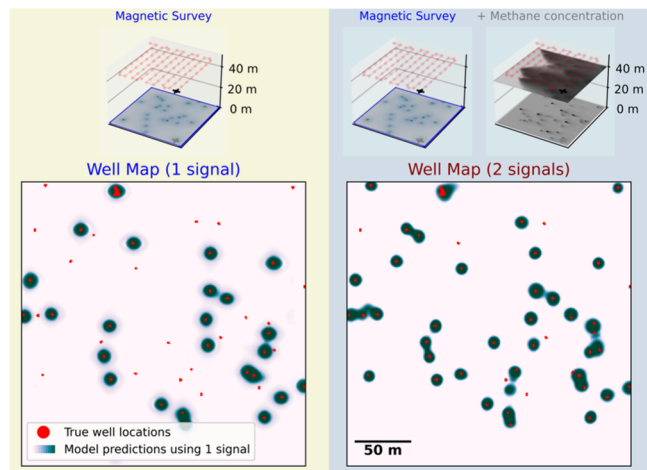 Magnetic Survey
40 m
20 m
0 m
Well Map (1 signal)
True well locations
Model predictions using 1 signal
Magnetic Survey + Methane concentration
40 m
20 m
0 m
Well Map (2 signals)
50 m